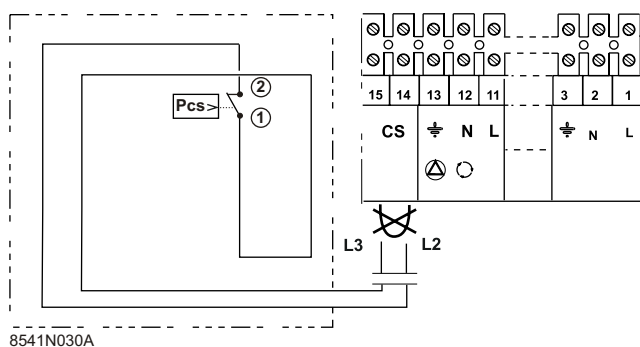 ②
Pcs>
①
15 14 13 12 11 3 2 1
CS N L N L
L3 L2
8541N030A